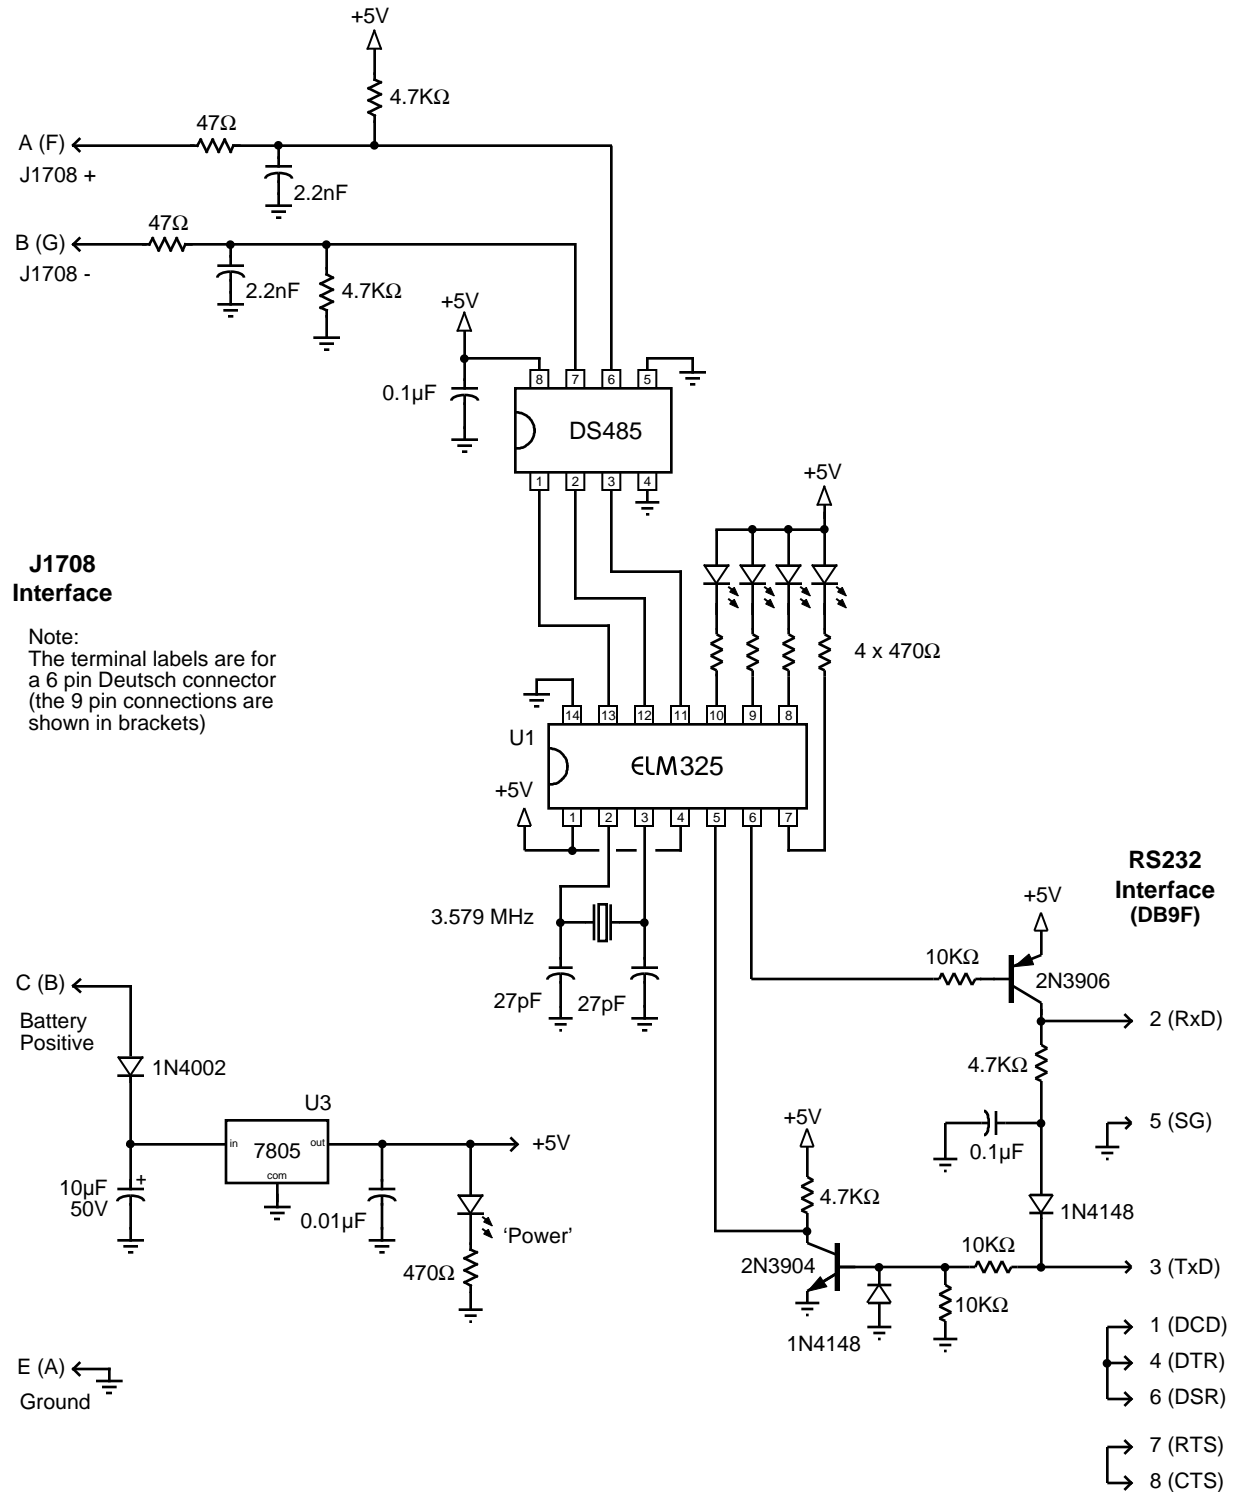 +5V
4.7KΩ
47Ω
A (F)
J1708 +
2.2nF
47Ω
B (G)
J1708 -
2.2nF
4.7KΩ
+5V
0.1µF
8 7 6 5
DS485
1 2 3 4
+5V
J1708
Interface
Note:
The terminal labels are for
a 6 pin Deutsch connector
(the 9 pin connections are
shown in brackets)
4 x 470Ω
14 13 12 11 10 9 8
U1
ELM325
+5V
1 2 3 4 5 6 7
3.579 MHz
27pF
27pF
RS232
Interface
(DB9F)
+5V
10KΩ
2N3906
2 (RxD)
4.7KΩ
5 (SG)
0.1µF
1N4148
C (B)
Battery
Positive
1N4002
U3
in
7805
out
com
+5V
10µF
50V
+
0.01µF
'Power'
470Ω
+5V
4.7KΩ
2N3904
10KΩ
3 (TxD)
10KΩ
1N4148
E (A)
Ground
1 (DCD)
4 (DTR)
6 (DSR)
7 (RTS)
8 (CTS)